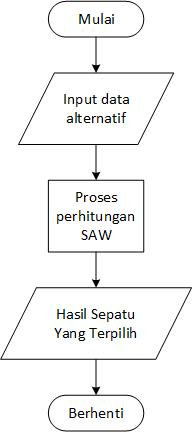 Mulai
Input data
alternatif
Proses
perhitungan
SAW
Hasil Sepatu
Yang Terpilih
Berhenti